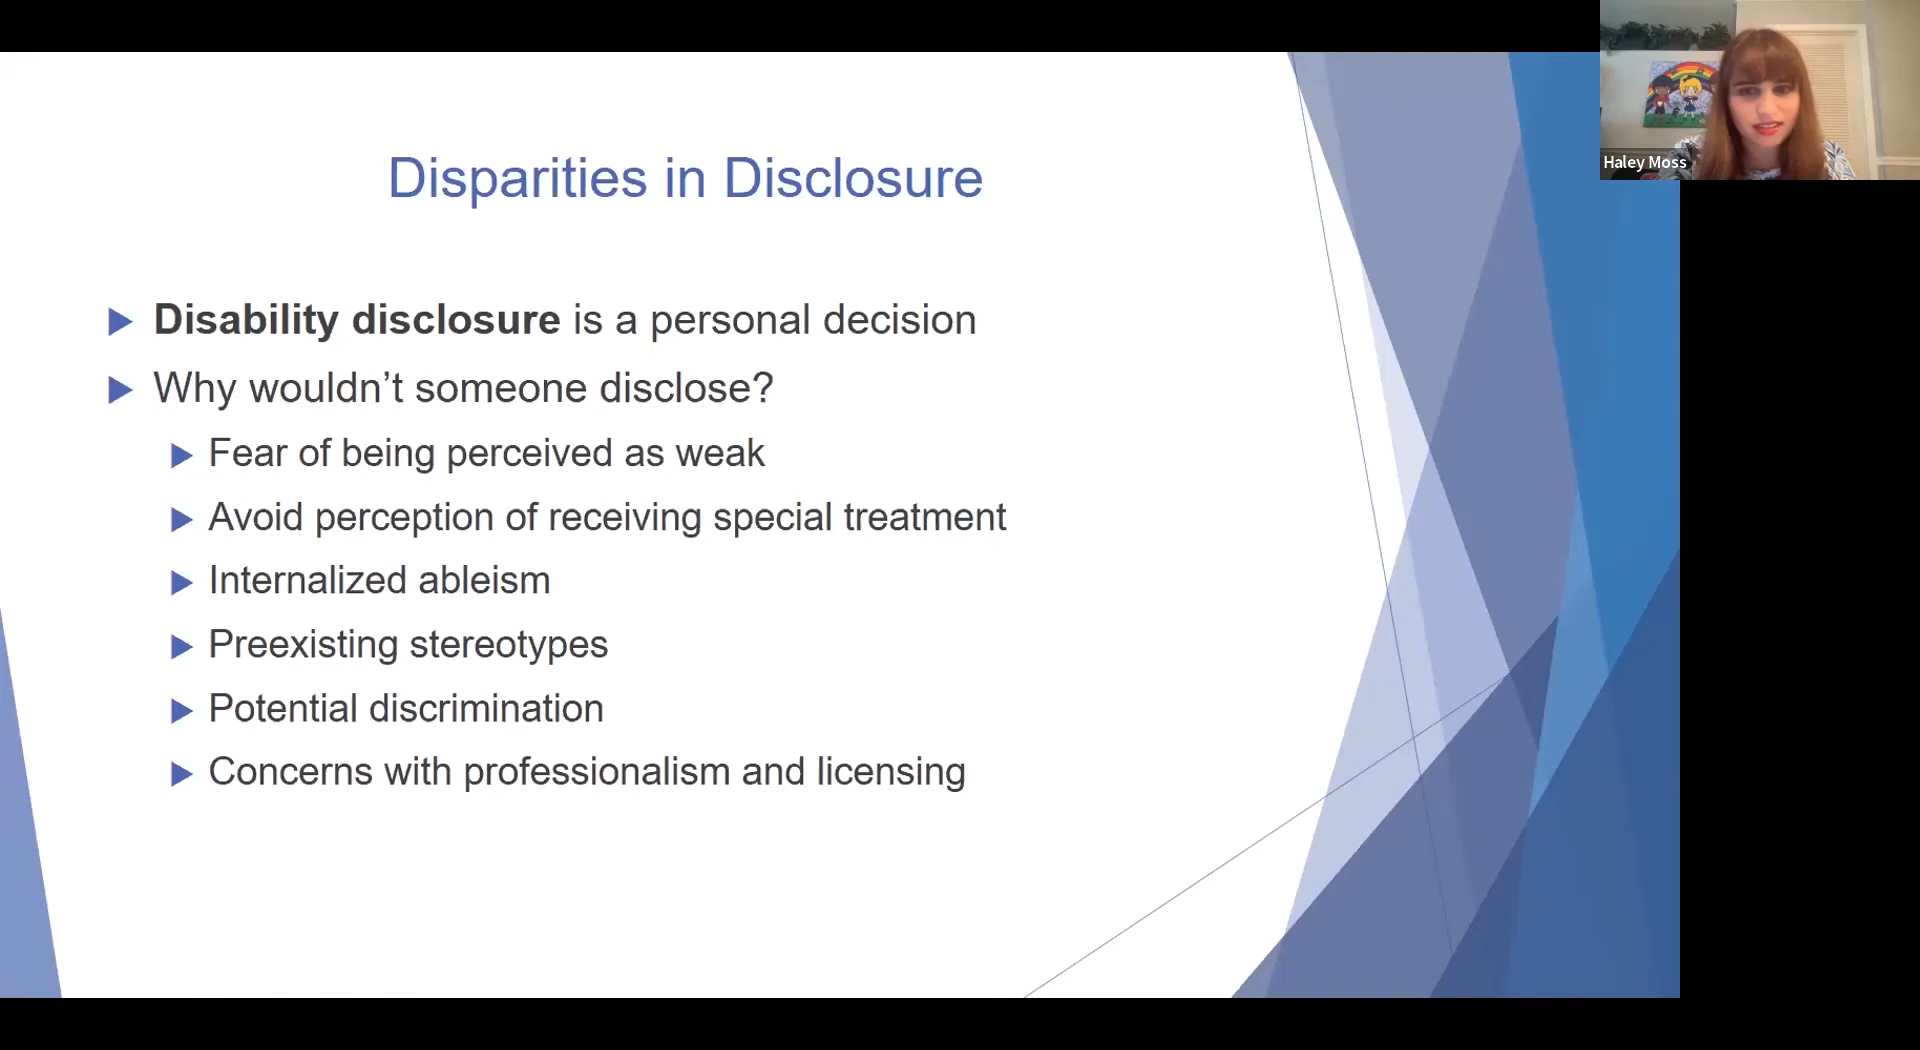 Disparities in Disclosure
Disability disclosure is a personal decision
Why wouldn’t someone disclose?
Fear of being perceived as weak
Avoid perception of receiving special treatment
Internalized ableism
Preexisting stereotypes
Potential discrimination
Concerns with professionalism and licensing
Haley Moss